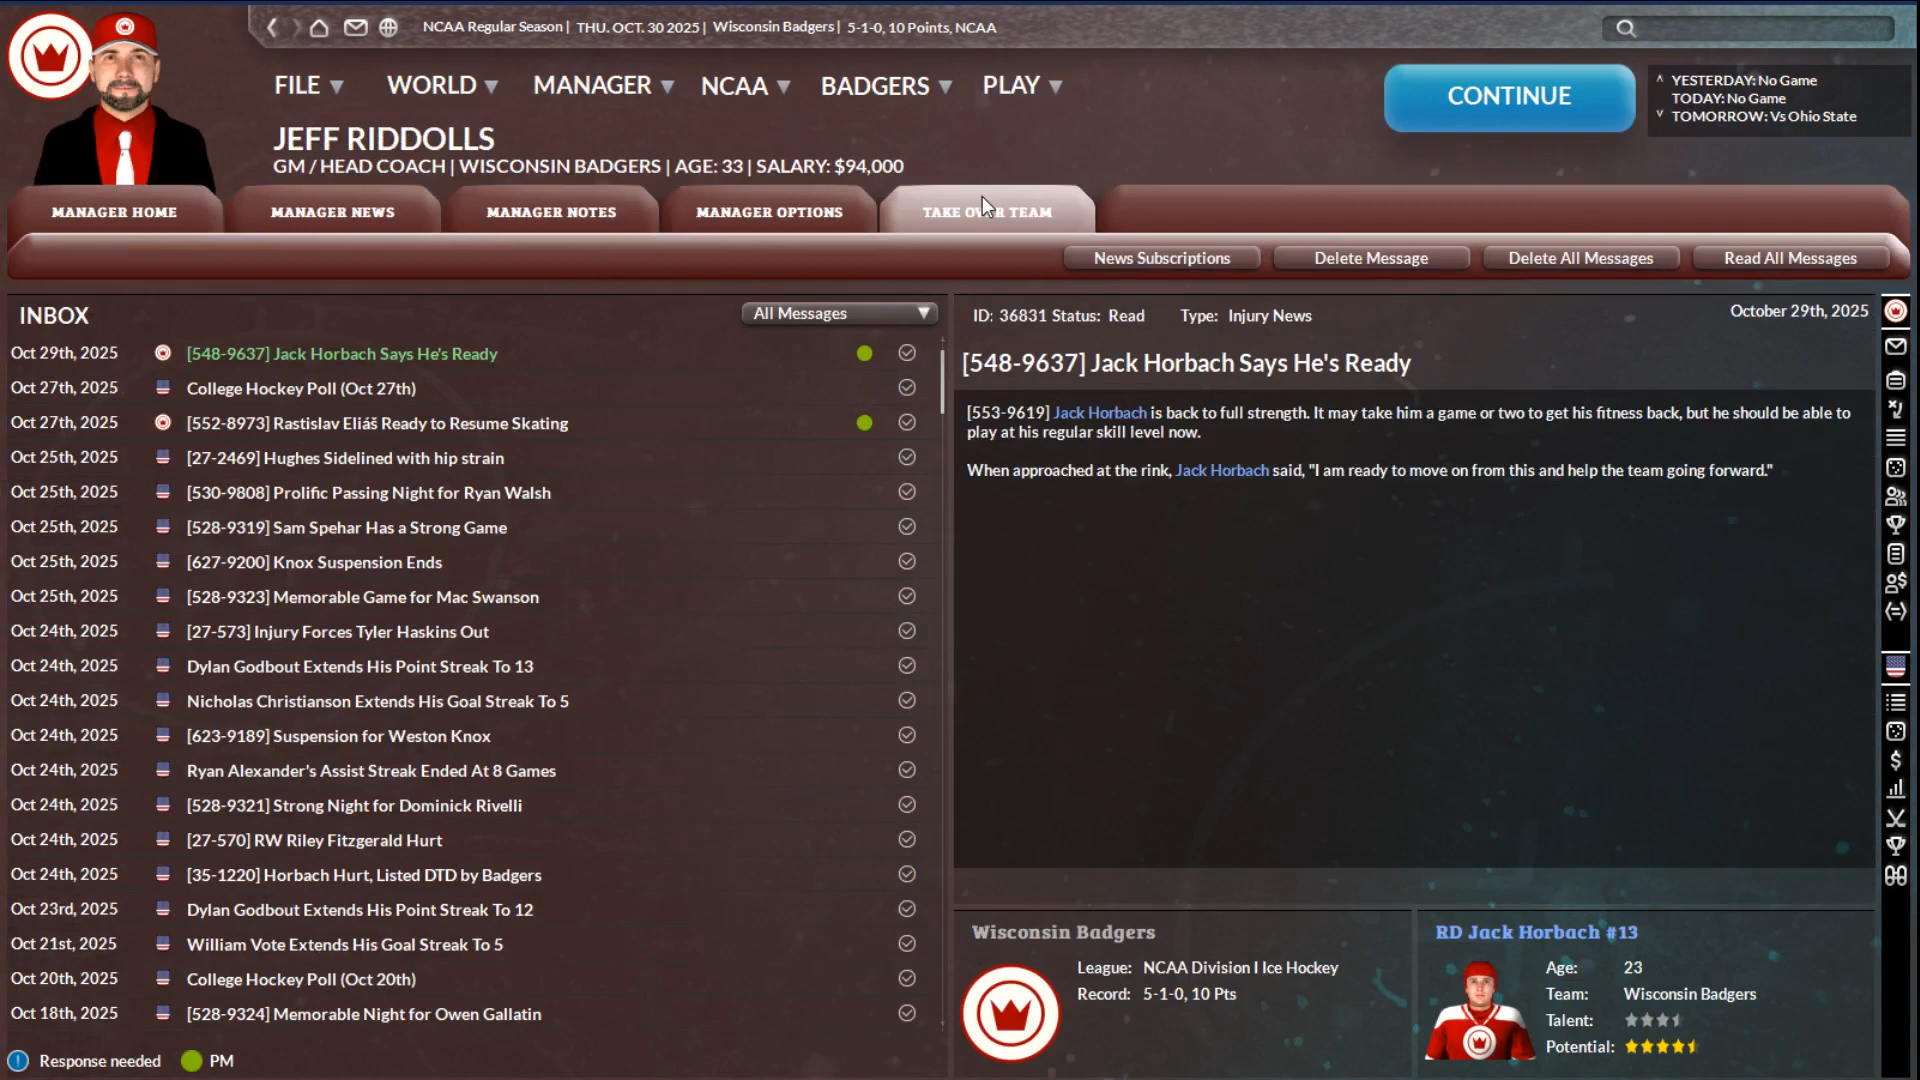 NCAA Regular Season | THU. OCT. 30 2025 | Wisconsin Badgers | 5-1-0, 10 Points, NCAA
FILE WORLD MANAGER NCAA BADGERS PLAY
CONTINUE
YESTERDAY: No Game
TODAY: No Game
TOMORROW: Vs Ohio State
JEFF RIDDOLLS
GM / HEAD COACH | WISCONSIN BADGERS | AGE: 33 | SALARY: $94,000
MANAGER HOME MANAGER NEWS MANAGER NOTES MANAGER OPTIONS TAKE OVER TEAM
News Subscriptions Delete Message Delete All Messages Read All Messages
INBOX All Messages
Oct 29th, 2025 [548-9637] Jack Horbach Says He's Ready
Oct 27th, 2025 College Hockey Poll (Oct 27th)
Oct 27th, 2025 [552-8973] Rastislav Eliáš Ready to Resume Skating
Oct 25th, 2025 [27-2469] Hughes Sidelined with hip strain
Oct 25th, 2025 [530-9808] Prolific Passing Night for Ryan Walsh
Oct 25th, 2025 [528-9319] Sam Spehar Has a Strong Game
Oct 25th, 2025 [627-9200] Knox Suspension Ends
Oct 25th, 2025 [528-9323] Memorable Game for Mac Swanson
Oct 24th, 2025 [27-573] Injury Forces Tyler Haskins Out
Oct 24th, 2025 Dylan Godbout Extends His Point Streak To 13
Oct 24th, 2025 Nicholas Christianson Extends His Goal Streak To 5
Oct 24th, 2025 [623-9189] Suspension for Weston Knox
Oct 24th, 2025 Ryan Alexander's Assist Streak Ended At 8 Games
Oct 24th, 2025 [528-9321] Strong Night for Dominick Rivelli
Oct 24th, 2025 [27-570] RW Riley Fitzgerald Hurt
Oct 24th, 2025 [35-1220] Horbach Hurt, Listed DTD by Badgers
Oct 23rd, 2025 Dylan Godbout Extends His Point Streak To 12
Oct 21st, 2025 William Vote Extends His Goal Streak To 5
Oct 20th, 2025 College Hockey Poll (Oct 20th)
Oct 18th, 2025 [528-9324] Memorable Night for Owen Gallatin
! Response needed PM
ID: 36831 Status: Read Type: Injury News October 29th, 2025
[548-9637] Jack Horbach Says He's Ready
[553-9619] Jack Horbach is back to full strength. It may take him a game or two to get his fitness back, but he should be able to
play at his regular skill level now.
When approached at the rink, Jack Horbach said, "I am ready to move on from this and help the team going forward."
Wisconsin Badgers
League: NCAA Division I Ice Hockey
Record: 5-1-0, 10 Pts
RD Jack Horbach #13
Age: 23
Team: Wisconsin Badgers
Talent:
Potential: